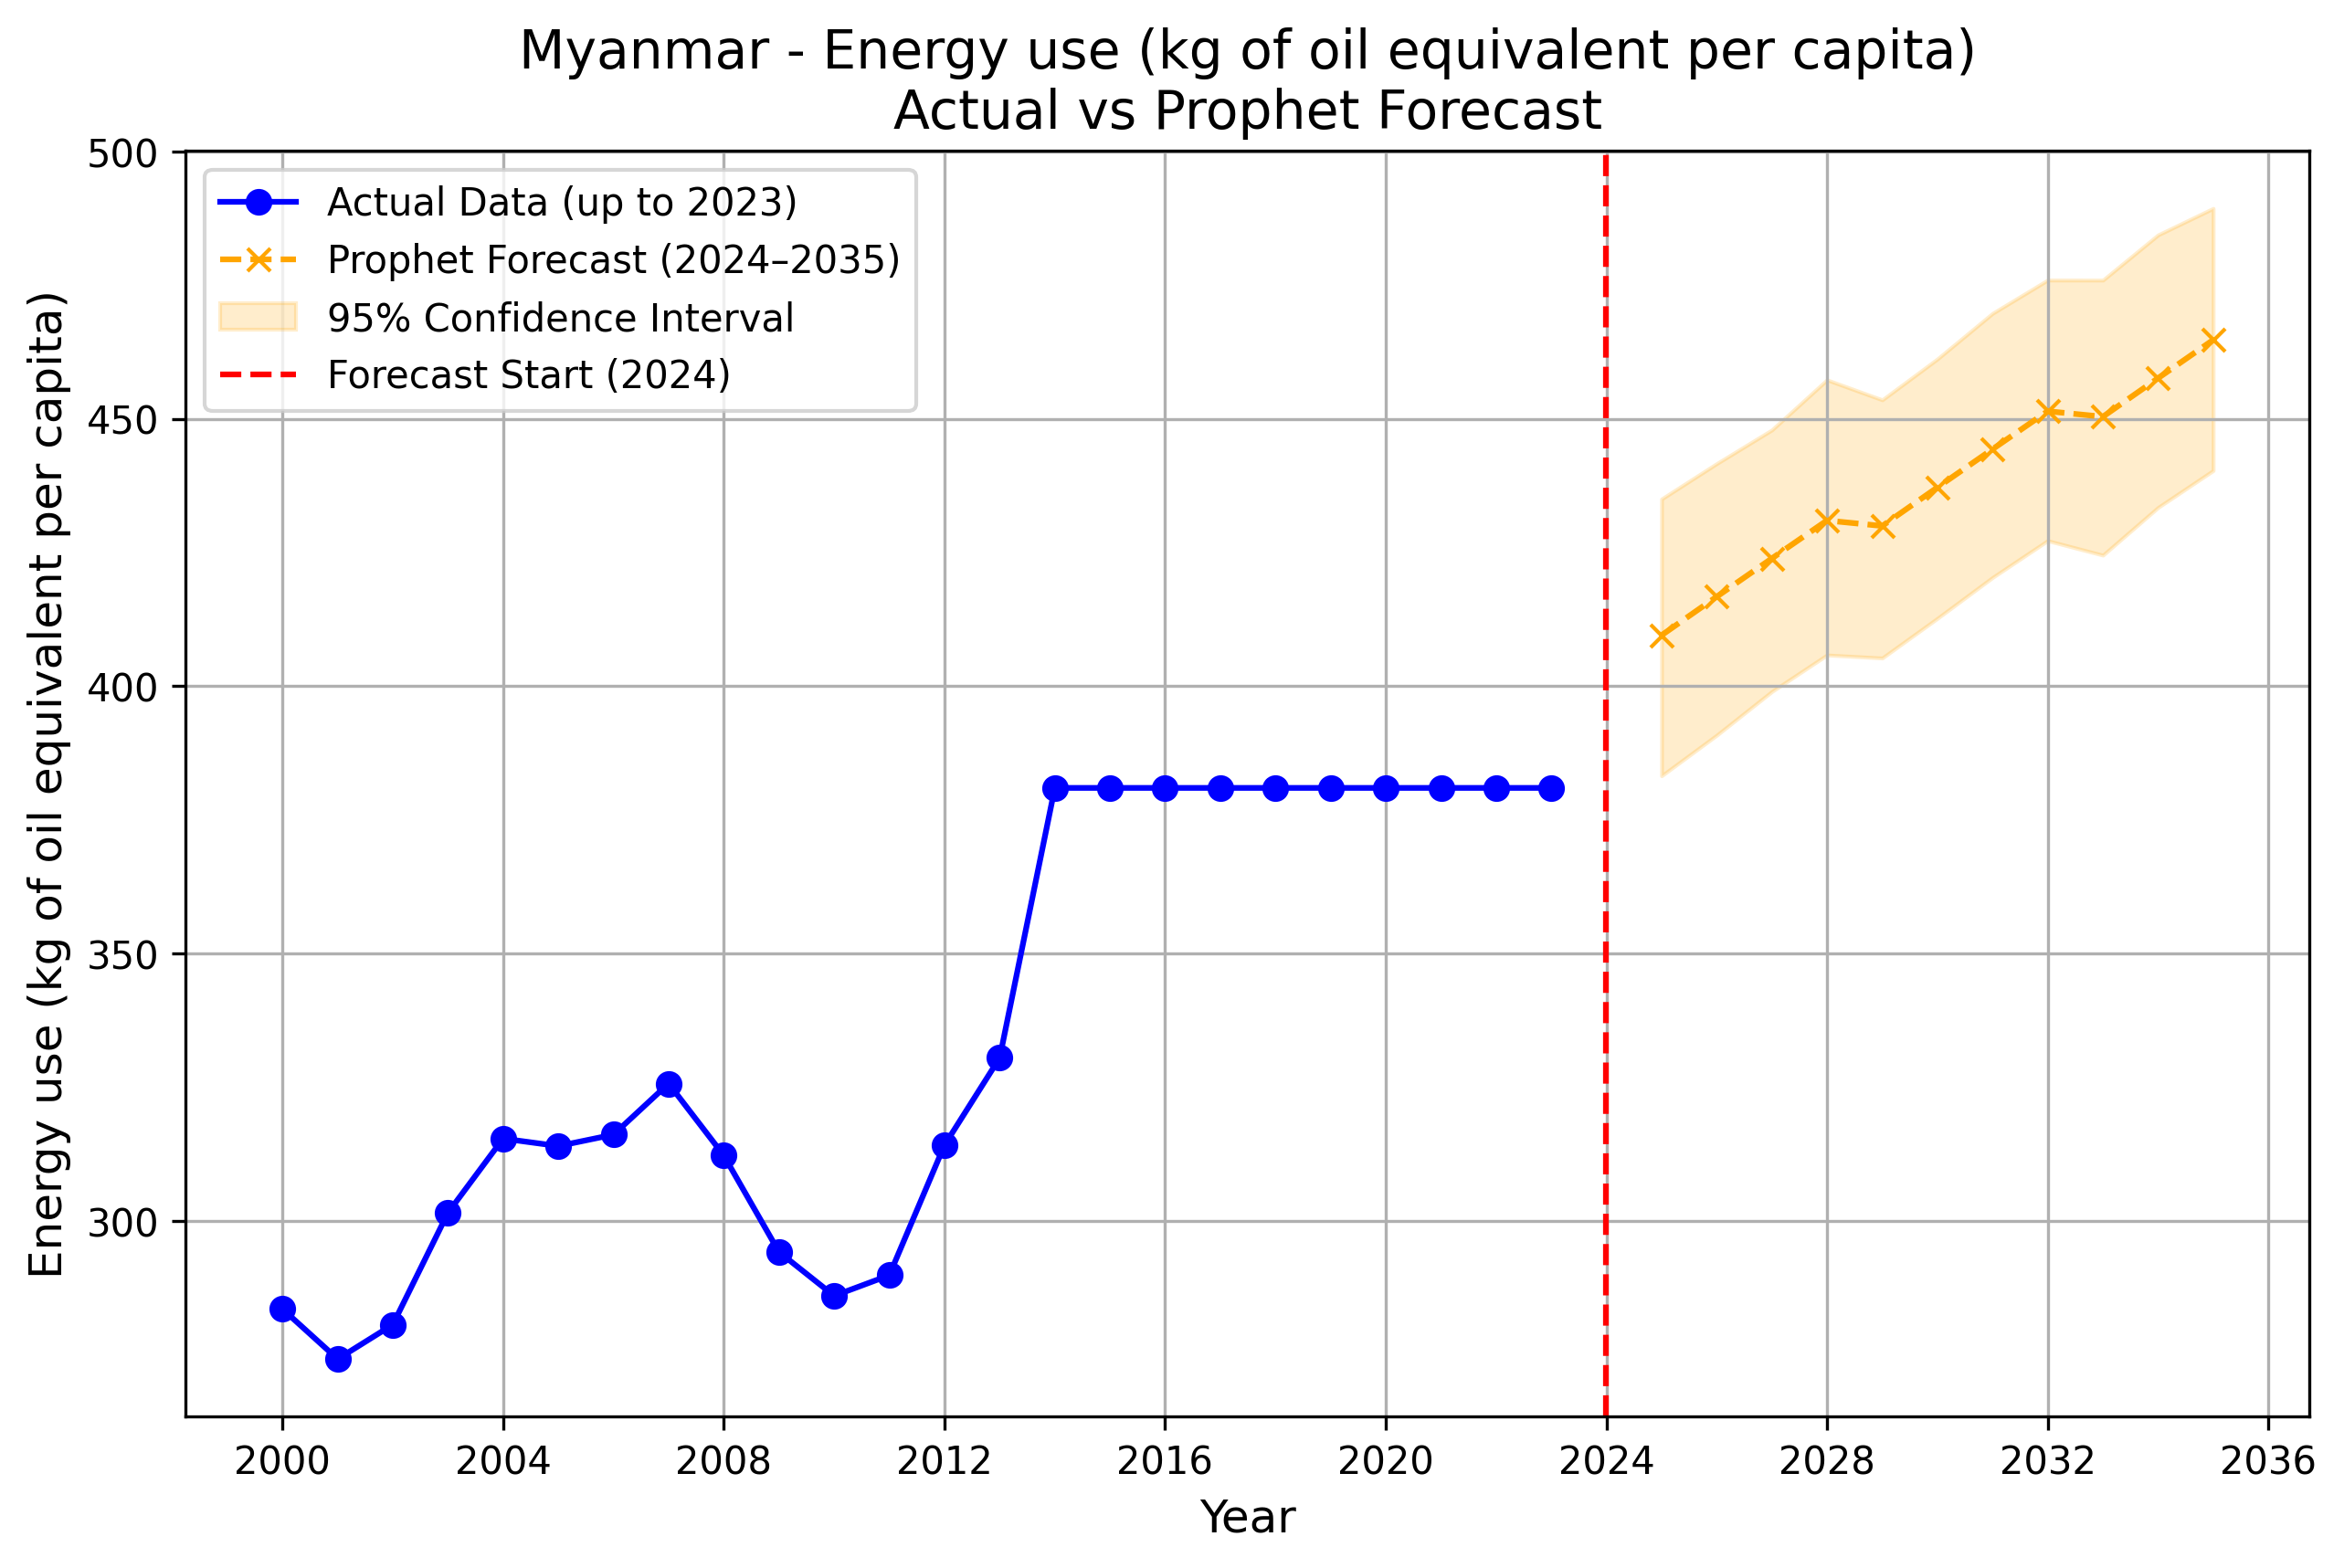 Myanmar - Energy use (kg of oil equivalent per capita)
Actual vs Prophet Forecast
Actual Data (up to 2023)
Prophet Forecast (2024–2035)
95% Confidence Interval
Forecast Start (2024)
Energy use (kg of oil equivalent per capita)
500
450
400
350
300
2000 2004 2008 2012 2016 2020 2024 2028 2032 2036
Year